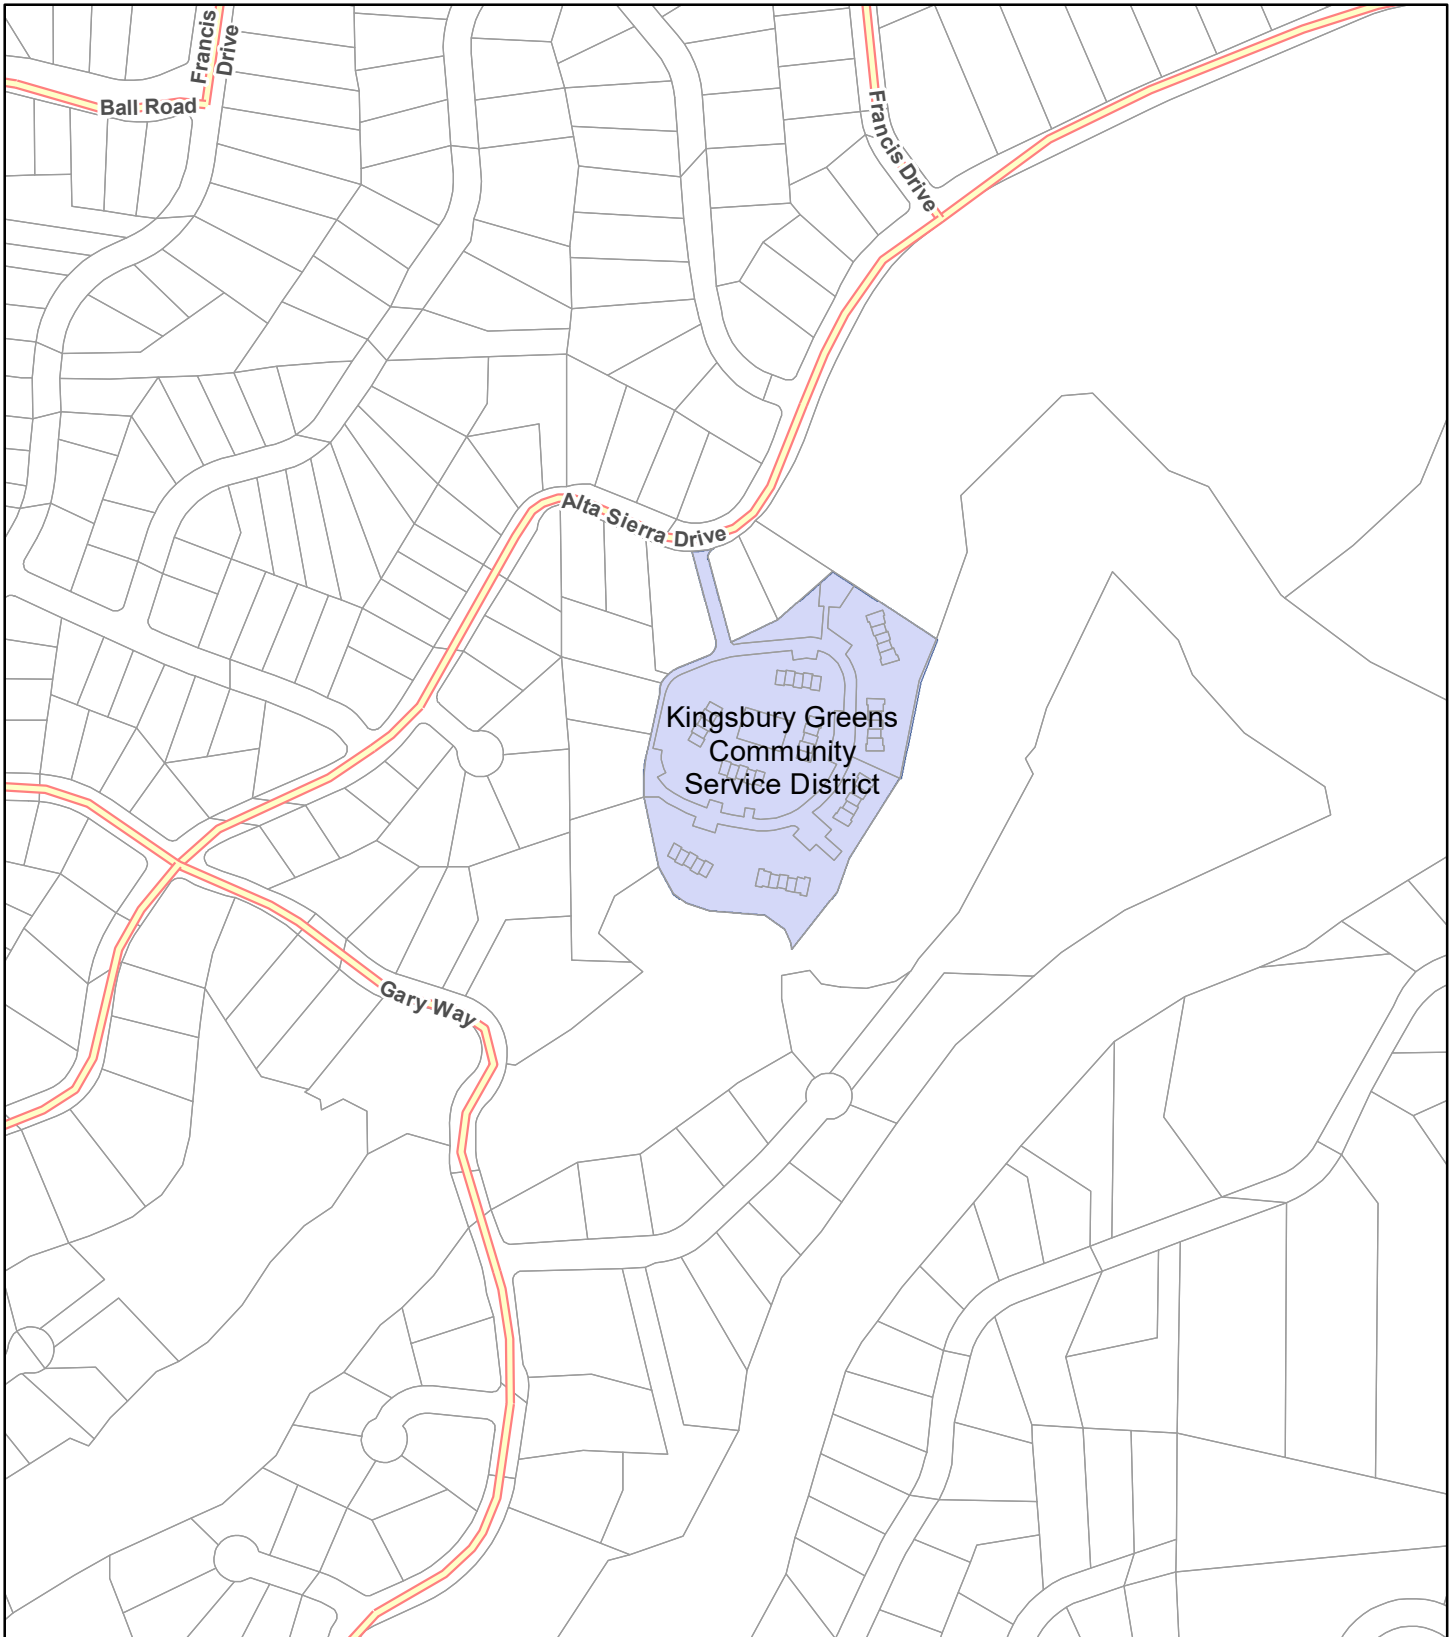 Francis
Drive
Ball Road
Francis Drive
Alta Sierra Drive
Kingsbury Greens
Community
Service District
Gary Way